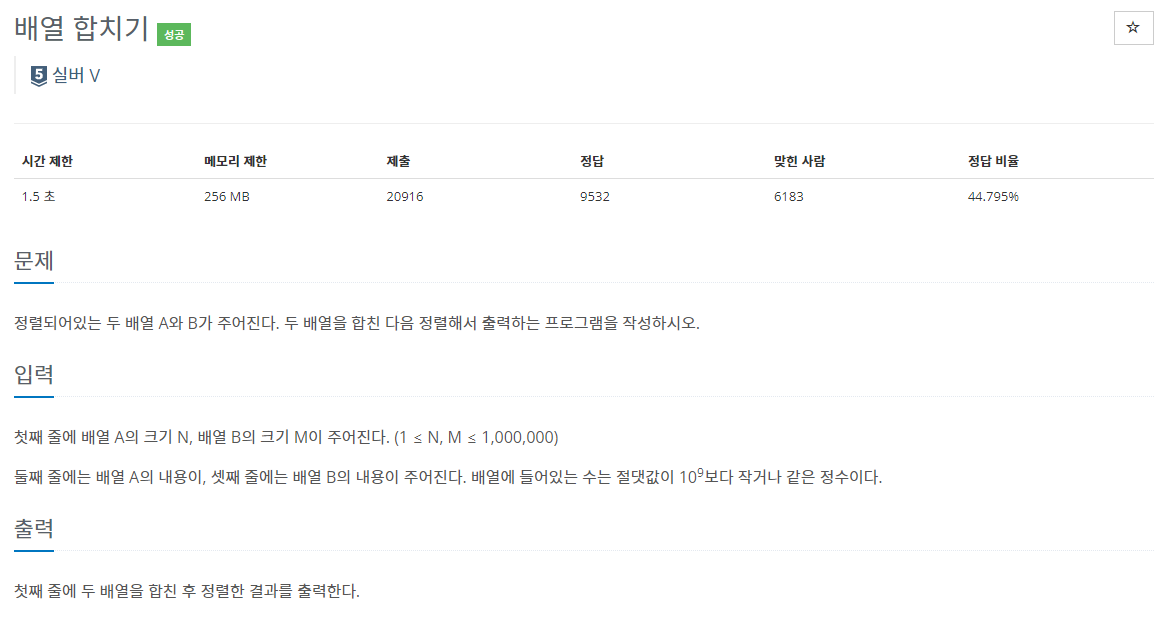 배열 합치기 성공
☆
5 실버 V
시간 제한 메모리 제한 제출 정답 맞힌 사람 정답 비율
1.5 초 256 MB 20916 9532 6183 44.795%
문제
정렬되어있는 두 배열 A와 B가 주어진다. 두 배열을 합친 다음 정렬해서 출력하는 프로그램을 작성하시오.
입력
첫째 줄에 배열 A의 크기 N, 배열 B의 크기 M이 주어진다. (1 ≤ N, M ≤ 1,000,000)
둘째 줄에는 배열 A의 내용이, 셋째 줄에는 배열 B의 내용이 주어진다. 배열에 들어있는 수는 절댓값이 10⁹보다 작거나 같은 정수이다.
출력
첫째 줄에 두 배열을 합친 후 정렬한 결과를 출력한다.